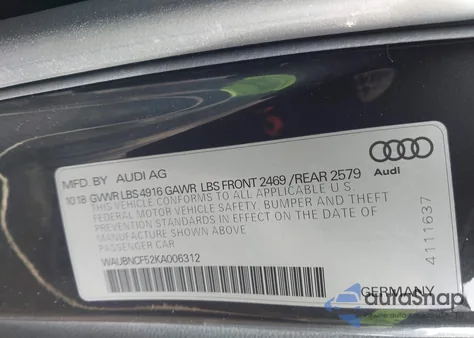 MFD. BY AUDI AG
1018 GVWR LBS 4916 GAWR LBS FRONT 2469 /REAR 2579
THIS VEHICLE CONFORMS TO ALL APPLICABLE U.S.
FEDERAL MOTOR VEHICLE SAFETY, BUMPER AND THEFT
PREVENTION STANDARDS IN EFFECT ON THE DATE OF
MANUFACTURE SHOWN ABOVE
PASSENGER CAR
WAUBNCF52KA006312
Audi
4111637
GERMANY
autoSnap